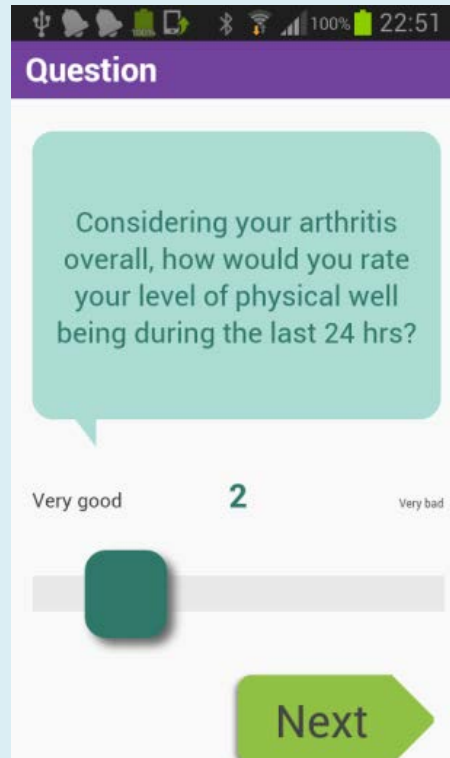 100% 22:51
100%
Question
Considering your arthritis
overall, how would you rate
your level of physical well
being during the last 24 hrs?
Very good 2 Very bad
Next